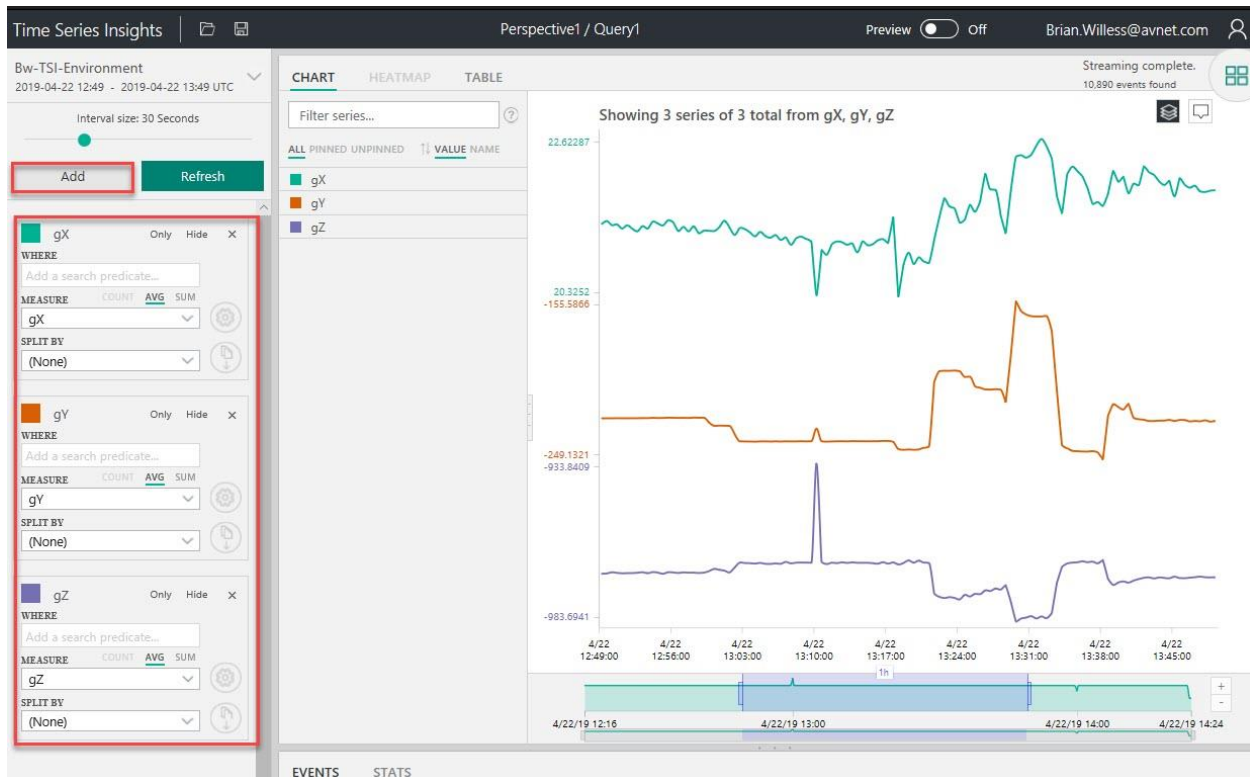 Time Series Insights
Perspective1 / Query1
Preview Off
Brian.Willess@avnet.com
Bw-TSI-Environment
2019-04-22 12:49 - 2019-04-22 13:49 UTC
Interval size: 30 Seconds
Add Refresh
gX Only Hide ×
WHERE
Add a search predicate...
MEASURE COUNT AVG SUM
gX
SPLIT BY
(None)
gY Only Hide ×
WHERE
Add a search predicate...
MEASURE COUNT AVG SUM
gY
SPLIT BY
(None)
gZ Only Hide ×
WHERE
Add a search predicate...
MEASURE COUNT AVG SUM
gZ
SPLIT BY
(None)
CHART HEATMAP TABLE
Streaming complete.
10,890 events found
Filter series... ?
ALL PINNED UNPINNED VALUE NAME
gX
gY
gZ
Showing 3 series of 3 total from gX, gY, gZ
22.62287
20.3252
-155.5866
-249.1321
-933.8409
-983.6941
4/22 4/22 4/22 4/22 4/22 4/22 4/22 4/22 4/22
12:49:00 12:56:00 13:03:00 13:10:00 13:17:00 13:24:00 13:31:00 13:38:00 13:45:00
1h
+
-
4/22/19 12:16 4/22/19 13:00 4/22/19 14:00 4/22/19 14:24
EVENTS STATS